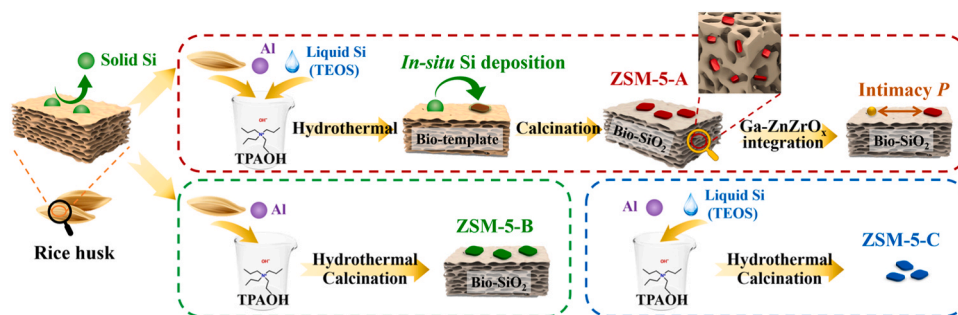 Solid Si
Rice husk
Al
Liquid Si
(TEOS)
OH⁻
TPAOH
Hydrothermal
In-situ Si deposition
Bio-template
Calcination
ZSM-5-A
Bio-SiO₂
Ga-ZnZrOₓ
integration
Intimacy P
Bio-SiO₂
Al
OH⁻
TPAOH
Hydrothermal
Calcination
ZSM-5-B
Bio-SiO₂
Al
Liquid Si
(TEOS)
OH⁻
TPAOH
Hydrothermal
Calcination
ZSM-5-C